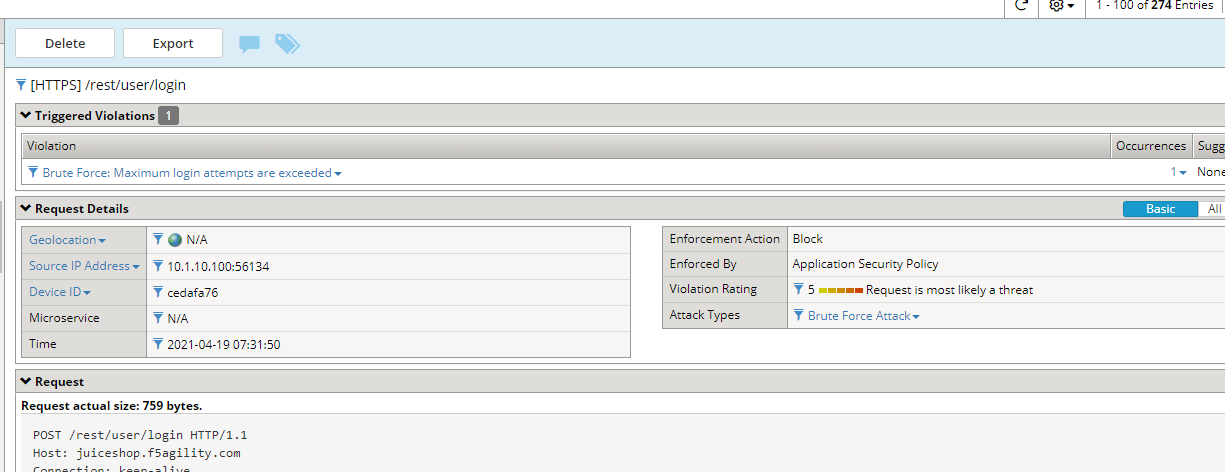 1 - 100 of 274 Entries
Delete Export
[HTTPS] /rest/user/login
Triggered Violations 1
Violation Occurrences Sugg
Brute Force: Maximum login attempts are exceeded 1 None
Request Details Basic All
Geolocation N/A
Source IP Address 10.1.10.100:56134
Device ID cedafa76
Microservice N/A
Time 2021-04-19 07:31:50
Enforcement Action Block
Enforced By Application Security Policy
Violation Rating 5 Request is most likely a threat
Attack Types Brute Force Attack
Request
Request actual size: 759 bytes.
POST /rest/user/login HTTP/1.1
Host: juiceshop.f5agility.com
Connection: keep-alive